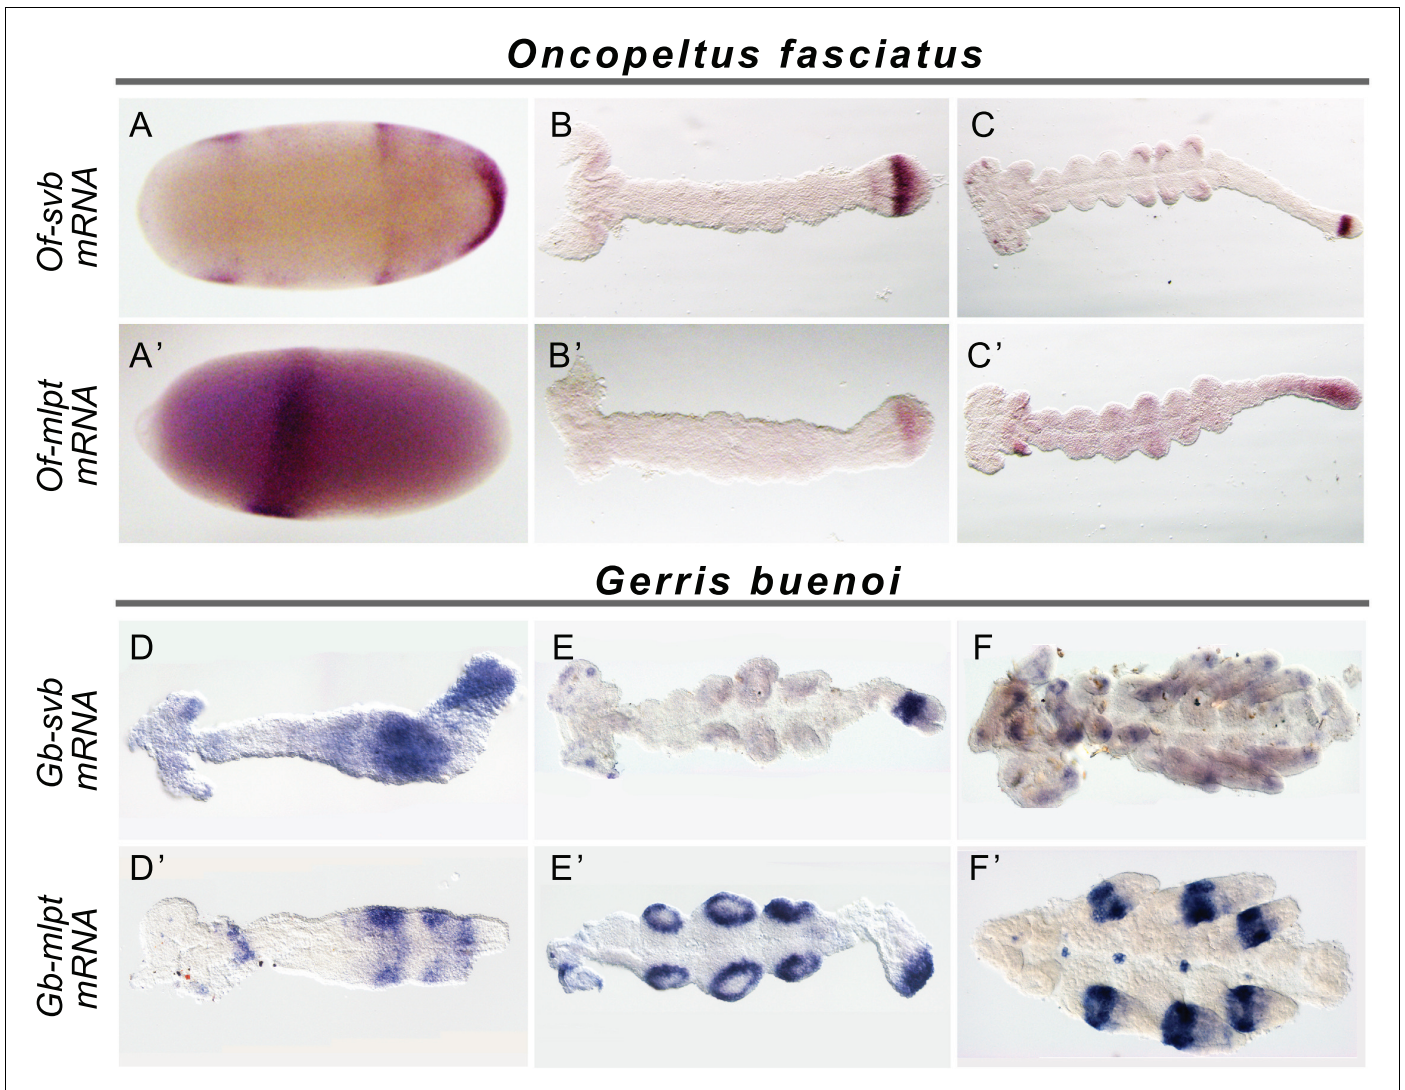 Oncopeltus fasciatus
Of-svb
mRNA
A
B
C
Of-mlpt
mRNA
A’
B’
C’
Gerris buenoi
Gb-svb
mRNA
D
E
F
Gb-mlpt
mRNA
D’
E’
F’